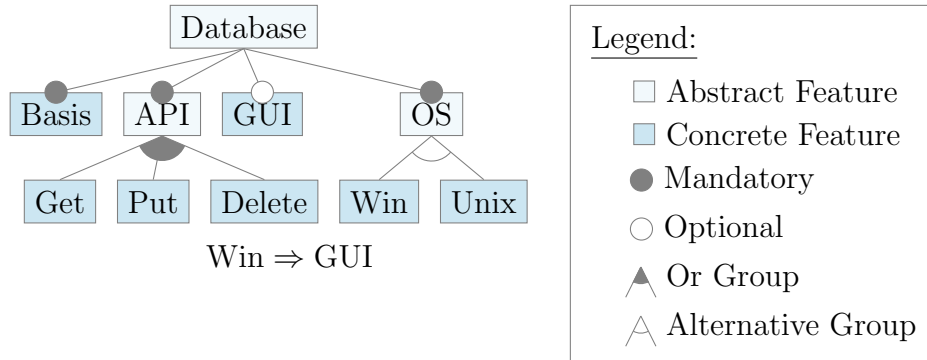 Database
Basis API GUI OS
Get Put Delete Win Unix
Win ⇒ GUI
Legend:
Abstract Feature
Concrete Feature
Mandatory
Optional
Or Group
Alternative Group